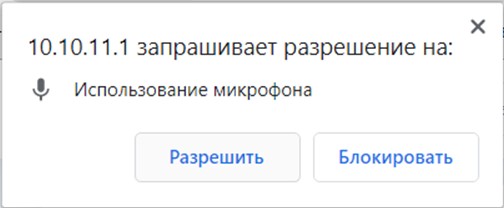 10.10.11.1 запрашивает разрешение на:
Использование микрофона
Разрешить
Блокировать